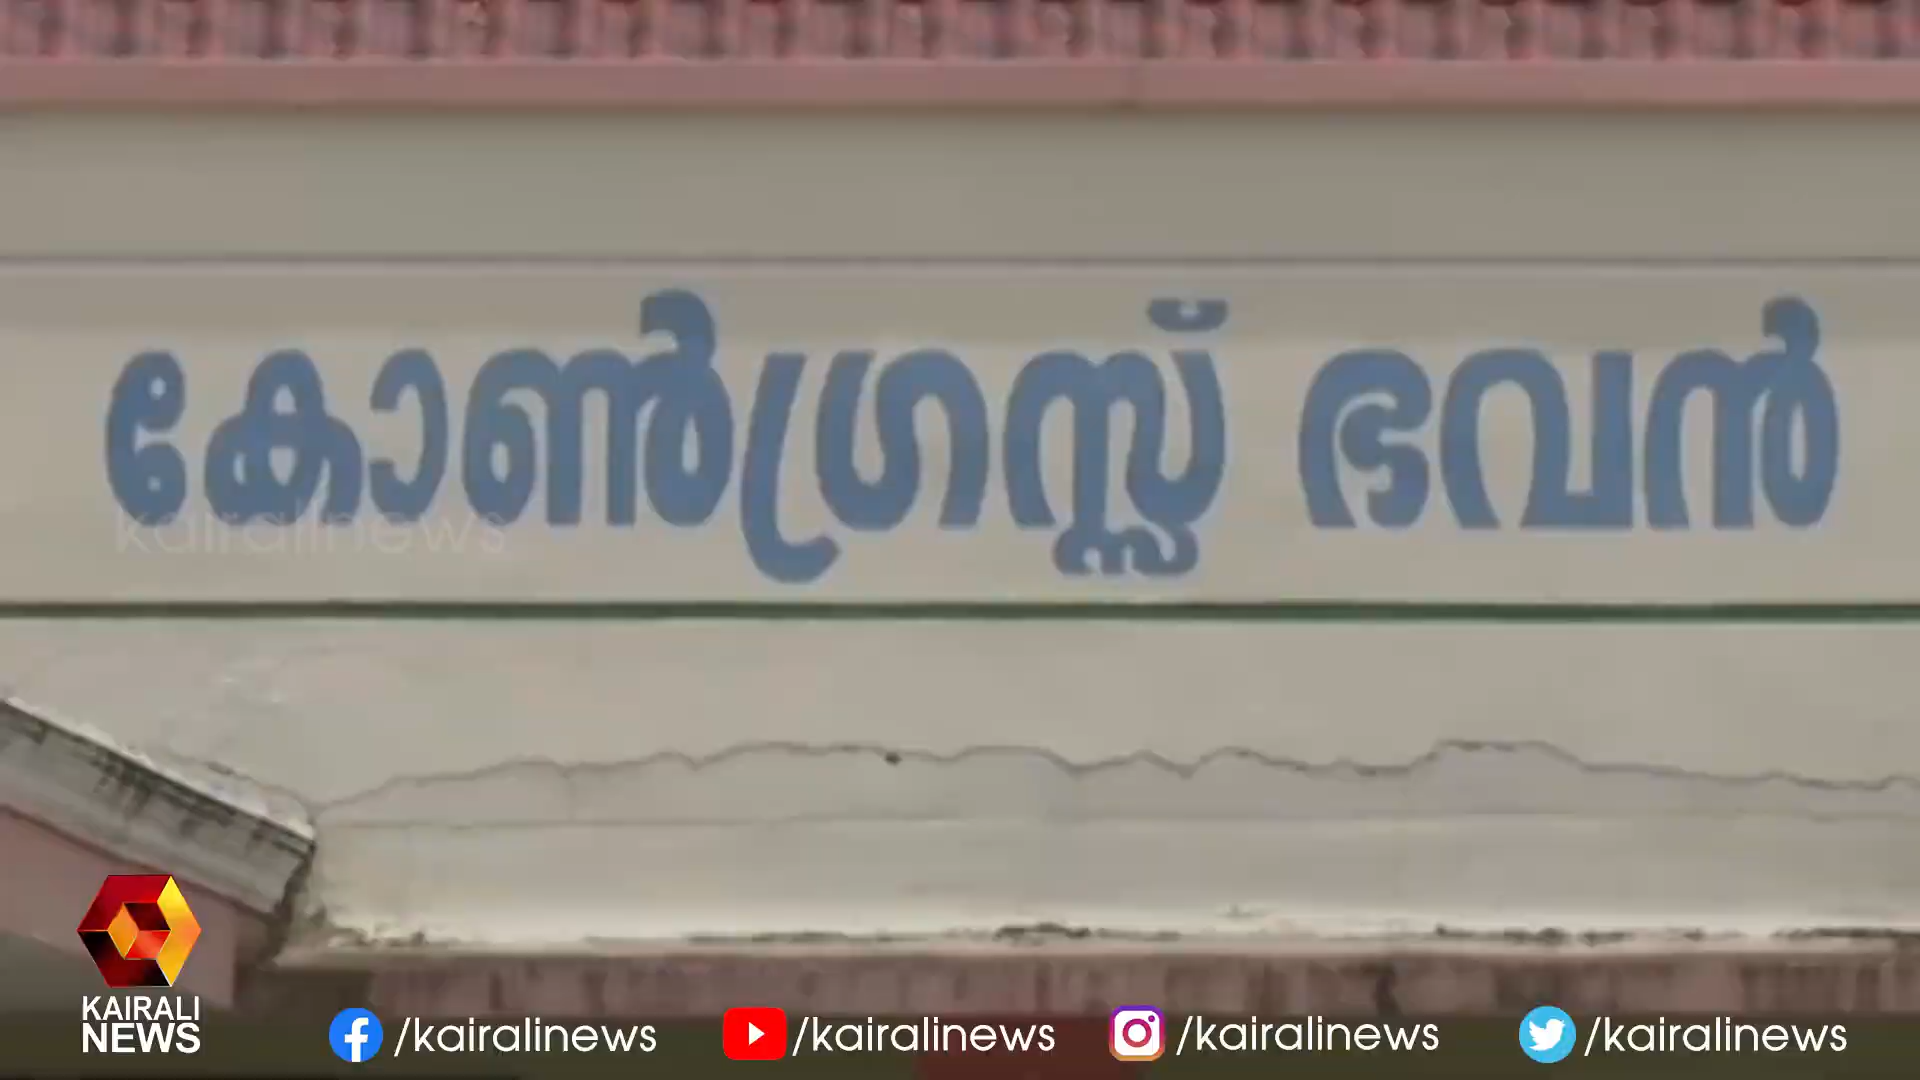 കോൺഗ്രസ്സ് ഭവൻ
kairalinews
KAIRALI
NEWS
/kairalinews
/kairalinews
/kairalinews
/kairalinews